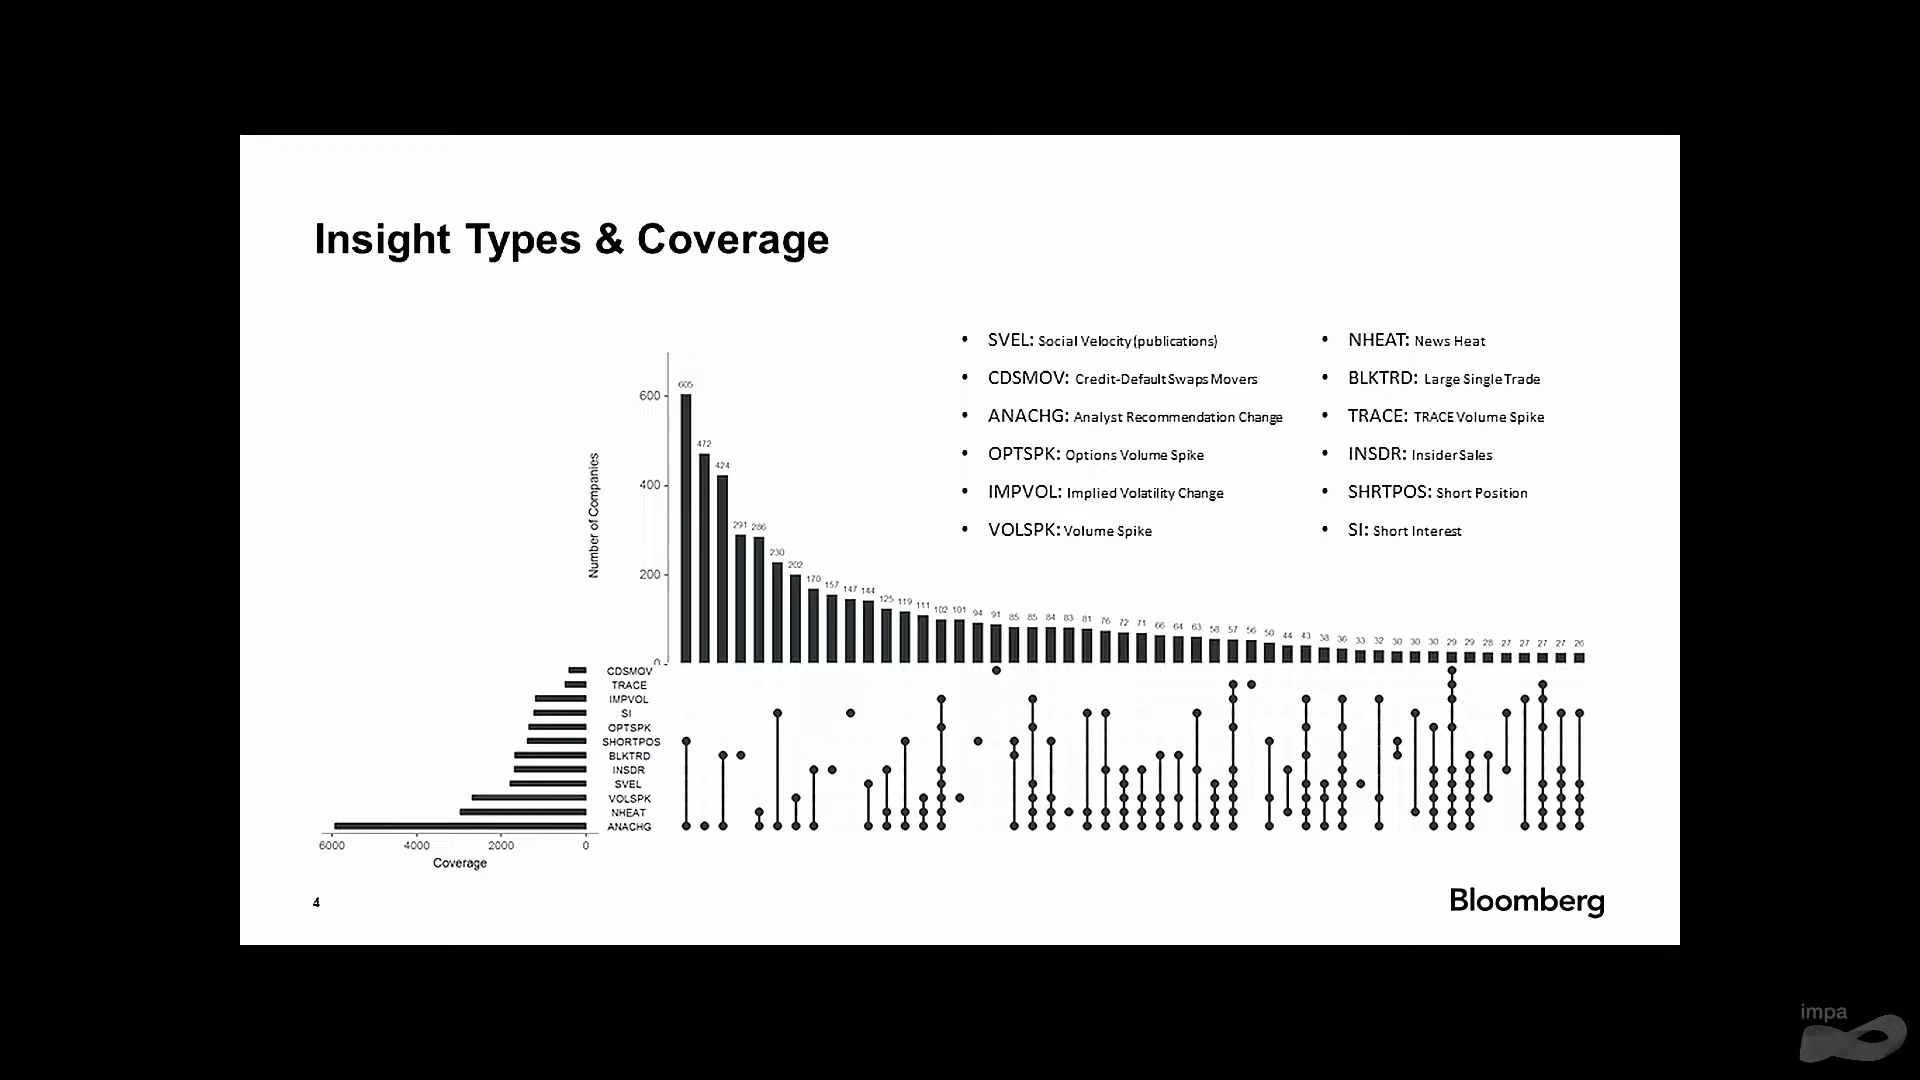 Insight Types & Coverage
• SVEL: Social Velocity (publications)
• CDSMOV: Credit-Default Swaps Movers
• ANACHG: Analyst Recommendation Change
• OPTSPK: Options Volume Spike
• IMPVOL: Implied Volatility Change
• VOLSPK: Volume Spike
• NHEAT: News Heat
• BLKTRD: Large Single Trade
• TRACE: TRACE Volume Spike
• INSDR: Insider Sales
• SHRTPOS: Short Position
• SI: Short Interest
Number of Companies
600
400
200
0
605 472 424 291 286 230 202 170 157 147 144 125 119 111 102 101 94 91 85 85 84 83 81 76 72 71 66 64 63 58 57 56 50 44 43 38 36 33 32 30 30 30 29 29 28 27 27 27 27 26
CDSMOV
TRACE
IMPVOL
SI
OPTSPK
SHORTPOS
BLKTRD
INSDR
SVEL
VOLSPK
NHEAT
ANACHG
6000 4000 2000 0
Coverage
4
Bloomberg
impa